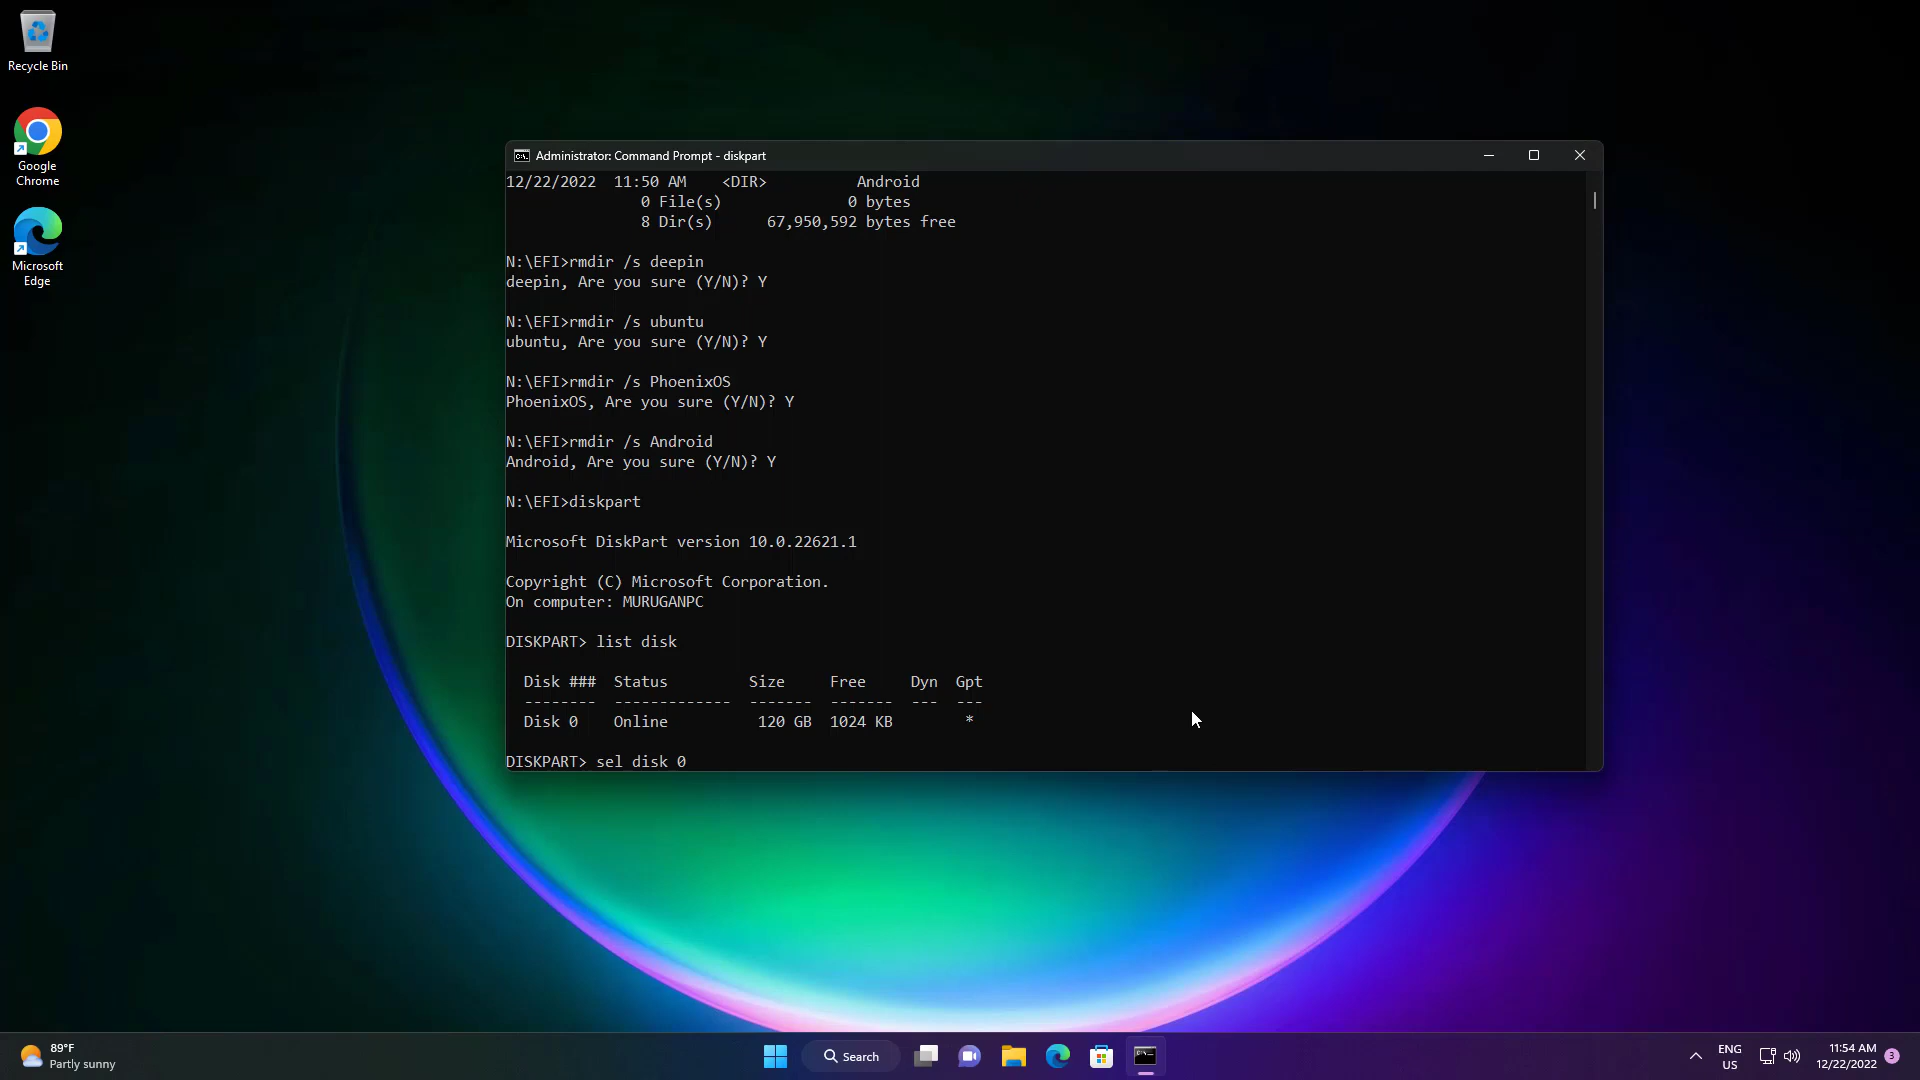 Recycle Bin
Google
Chrome
Microsoft
Edge
Administrator: Command Prompt - diskpart
12/22/2022  11:50 AM    <DIR>          Android
               0 File(s)              0 bytes
               8 Dir(s)      67,950,592 bytes free
N:\EFI>rmdir /s deepin
deepin, Are you sure (Y/N)? Y
N:\EFI>rmdir /s ubuntu
ubuntu, Are you sure (Y/N)? Y
N:\EFI>rmdir /s PhoenixOS
PhoenixOS, Are you sure (Y/N)? Y
N:\EFI>rmdir /s Android
Android, Are you sure (Y/N)? Y
N:\EFI>diskpart
Microsoft DiskPart version 10.0.22621.1
Copyright (C) Microsoft Corporation.
On computer: MURUGANPC
DISKPART> list disk
  Disk ###  Status         Size     Free     Dyn  Gpt
  --------  -------------  -------  -------  ---  ---
  Disk 0    Online          120 GB  1024 KB        *
DISKPART> sel disk 0
89°F
Partly sunny
Search
ENG
US
11:54 AM
12/22/2022
3